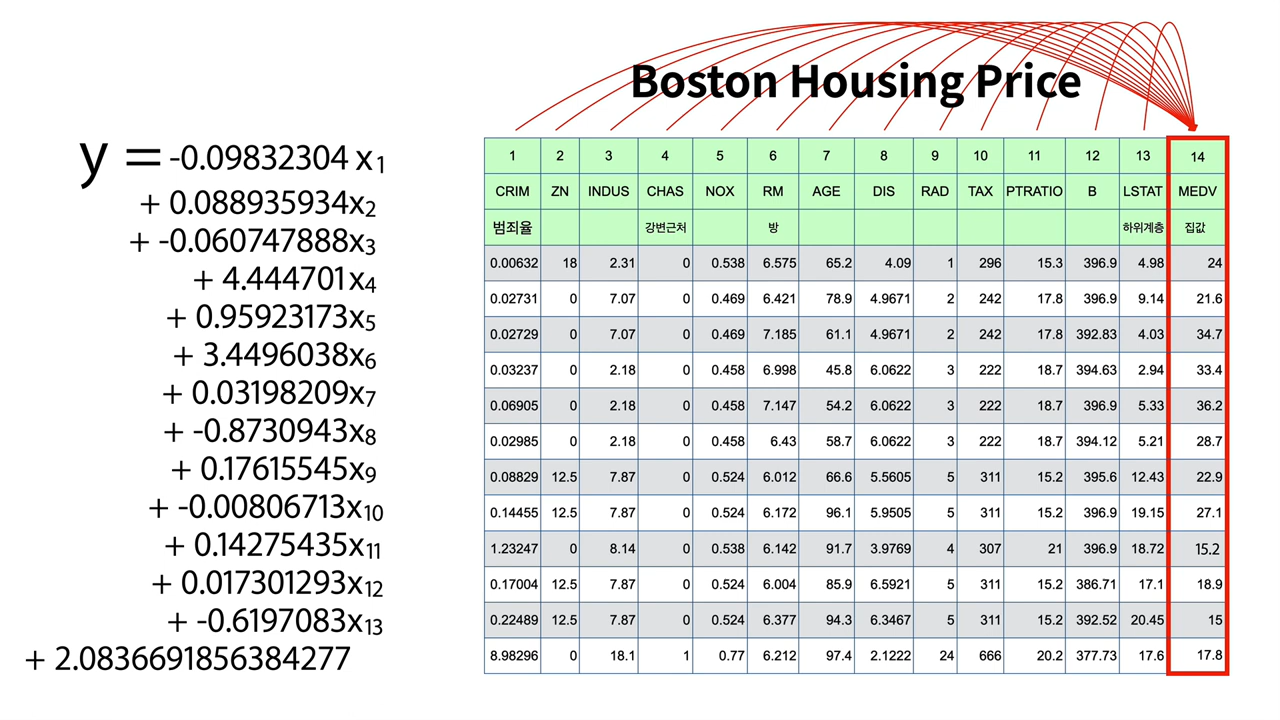 Boston Housing Price
y = -0.09832304 x₁
+ 0.088935934x₂
+ -0.060747888x₃
+ 4.444701x₄
+ 0.95923173x₅
+ 3.4496038x₆
+ 0.03198209x₇
+ -0.8730943x₈
+ 0.17615545x₉
+ -0.00806713x₁₀
+ 0.14275435x₁₁
+ 0.017301293x₁₂
+ -0.6197083x₁₃
+ 2.0836691856384277
1 2 3 4 5 6 7 8 9 10 11 12 13 14
CRIM ZN INDUS CHAS NOX RM AGE DIS RAD TAX PTRATIO B LSTAT MEDV
범죄율 강변근처 방 하위계층 집값
0.00632 18 2.31 0 0.538 6.575 65.2 4.09 1 296 15.3 396.9 4.98 24
0.02731 0 7.07 0 0.469 6.421 78.9 4.9671 2 242 17.8 396.9 9.14 21.6
0.02729 0 7.07 0 0.469 7.185 61.1 4.9671 2 242 17.8 392.83 4.03 34.7
0.03237 0 2.18 0 0.458 6.998 45.8 6.0622 3 222 18.7 394.63 2.94 33.4
0.06905 0 2.18 0 0.458 7.147 54.2 6.0622 3 222 18.7 396.9 5.33 36.2
0.02985 0 2.18 0 0.458 6.43 58.7 6.0622 3 222 18.7 394.12 5.21 28.7
0.08829 12.5 7.87 0 0.524 6.012 66.6 5.5605 5 311 15.2 395.6 12.43 22.9
0.14455 12.5 7.87 0 0.524 6.172 96.1 5.9505 5 311 15.2 396.9 19.15 27.1
1.23247 0 8.14 0 0.538 6.142 91.7 3.9769 4 307 21 396.9 18.72 15.2
0.17004 12.5 7.87 0 0.524 6.004 85.9 6.5921 5 311 15.2 386.71 17.1 18.9
0.22489 12.5 7.87 0 0.524 6.377 94.3 6.3467 5 311 15.2 392.52 20.45 15
8.98296 0 18.1 1 0.77 6.212 97.4 2.1222 24 666 20.2 377.73 17.6 17.8